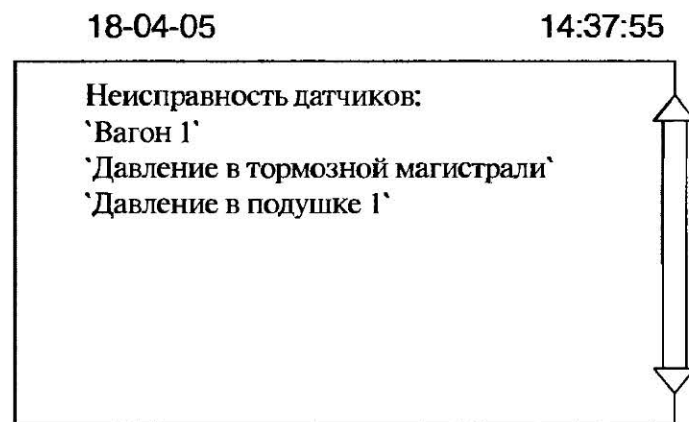 18-04-05 14:37:55
Неисправность датчиков:
`Вагон 1`
`Давление в тормозной магистрали`
`Давление в подушке 1`